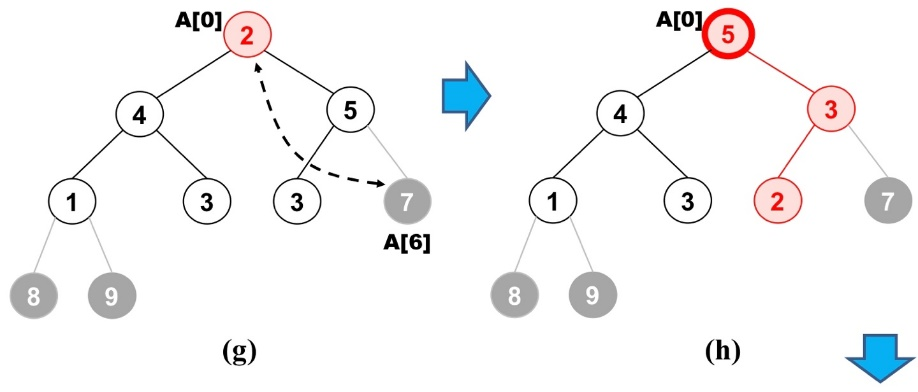 A[0] 2
4 5
1 3 3 7
A[6]
8 9
(g)
A[0] 5
4 3
1 3 2 7
8 9
(h)